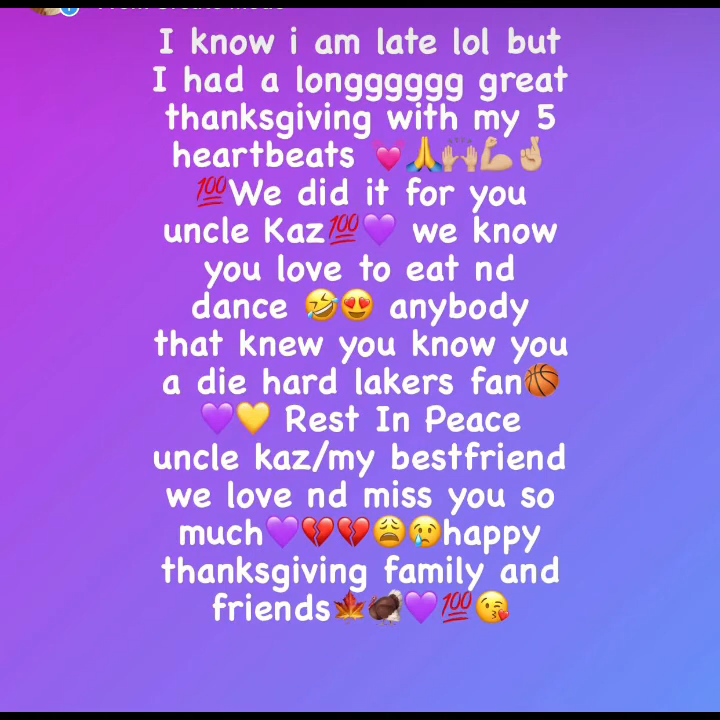 I know i am late lol but
I had a longggggg great
thanksgiving with my 5
heartbeats 💓🙏🙌🏼💪🏼🤞🏼
💯We did it for you
uncle Kaz💯💜 we know
you love to eat nd
dance 🤣😍 anybody
that knew you know you
a die hard lakers fan🏀
💜💛 Rest In Peace
uncle kaz/my bestfriend
we love nd miss you so
much💜💔💔😩😢happy
thanksgiving family and
friends🍁🦃💜💯😘